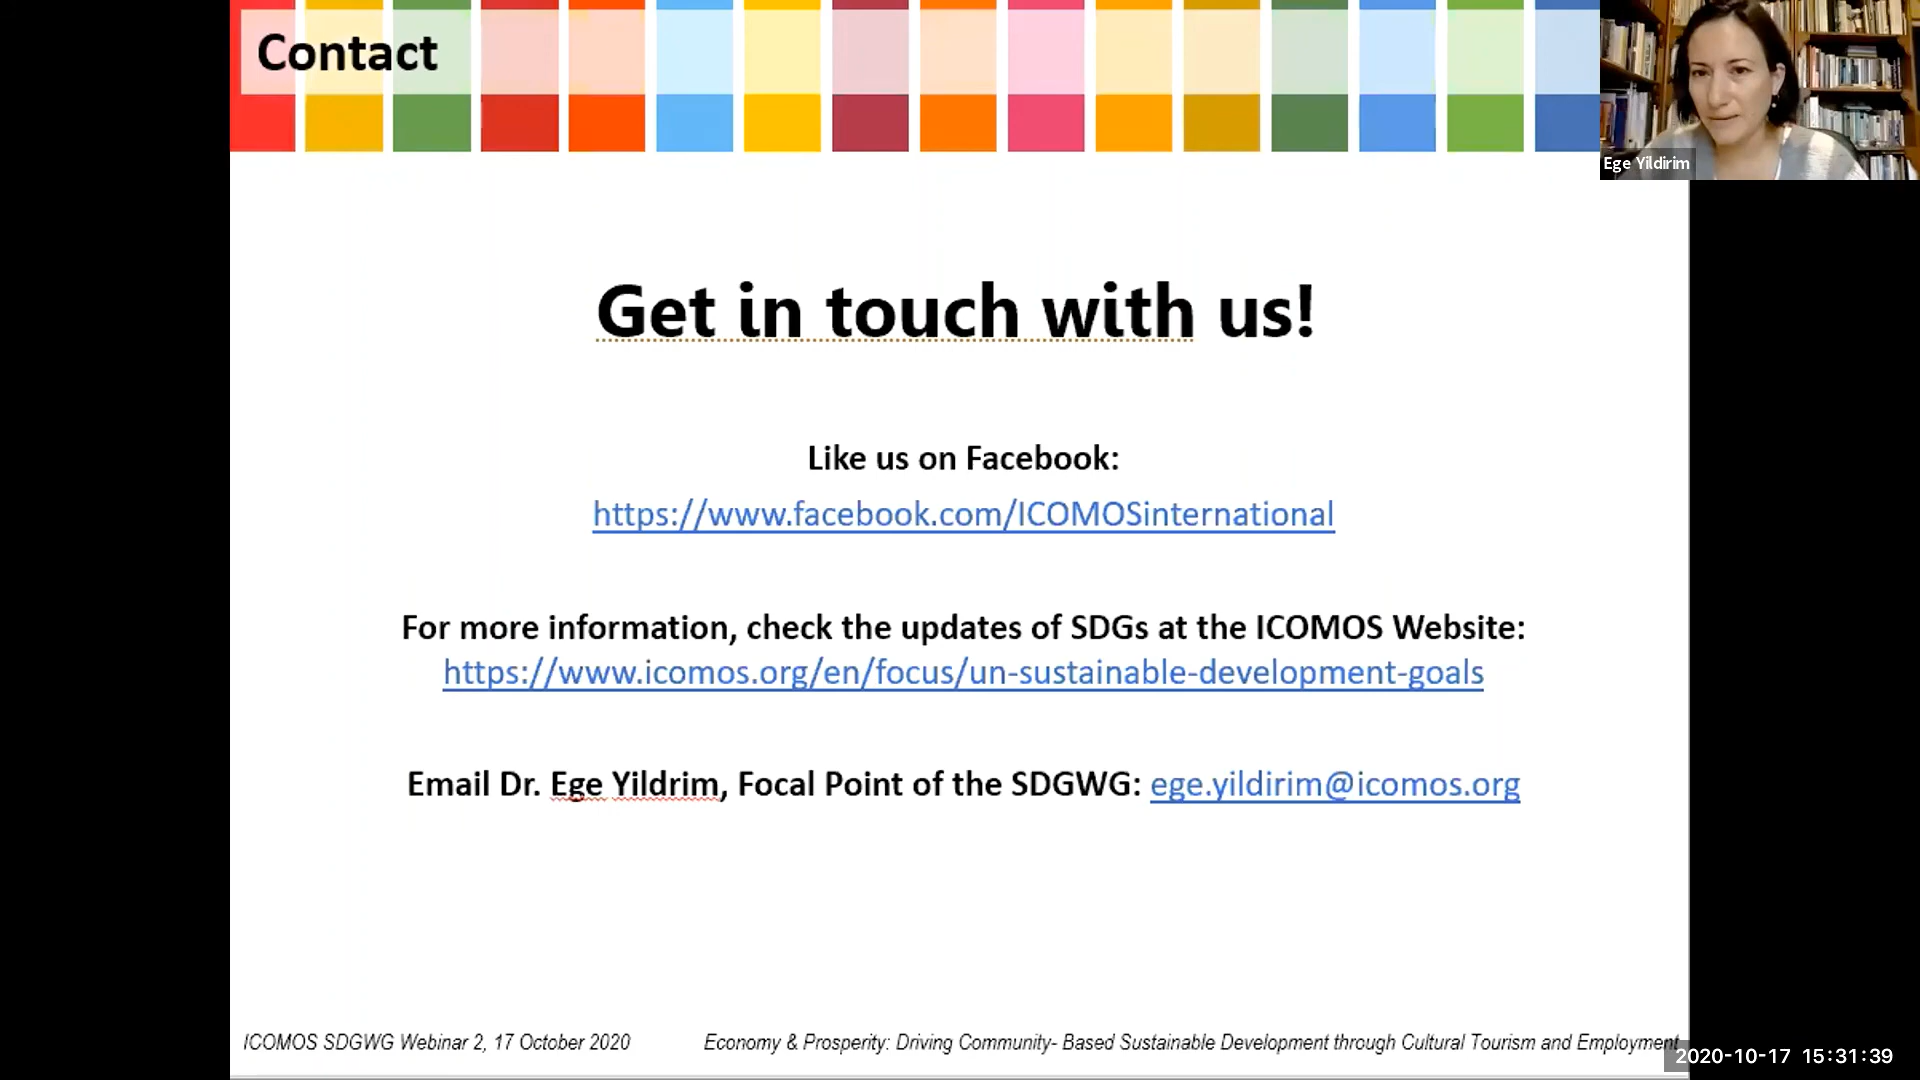 Contact
Ege Yildirim
Get in touch with us!
Like us on Facebook:
https://www.facebook.com/ICOMOSinternational
For more information, check the updates of SDGs at the ICOMOS Website:
https://www.icomos.org/en/focus/un-sustainable-development-goals
Email Dr. Ege Yildrim, Focal Point of the SDGWG: ege.yildirim@icomos.org
ICOMOS SDGWG Webinar 2, 17 October 2020
Economy & Prosperity: Driving Community- Based Sustainable Development through Cultural Tourism and Employment
2020-10-17 15:31:39